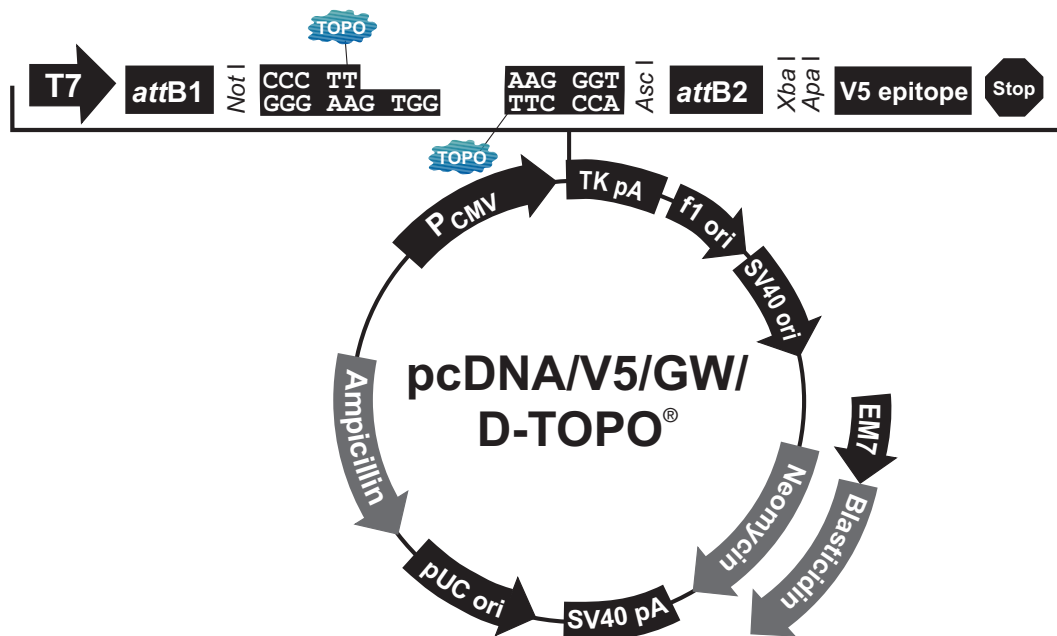 TOPO
T7
attB1
Not I
CCC TT
GGG AAG TGG
AAG GGT
TTC CCA
Asc I
attB2
Xba I
Apa I
V5 epitope
Stop
TOPO
P CMV
TK pA
f1 ori
SV40 ori
pcDNA/V5/GW/
D-TOPO®
Ampicillin
EM7
Neomycin
Blasticidin
pUC ori
SV40 pA